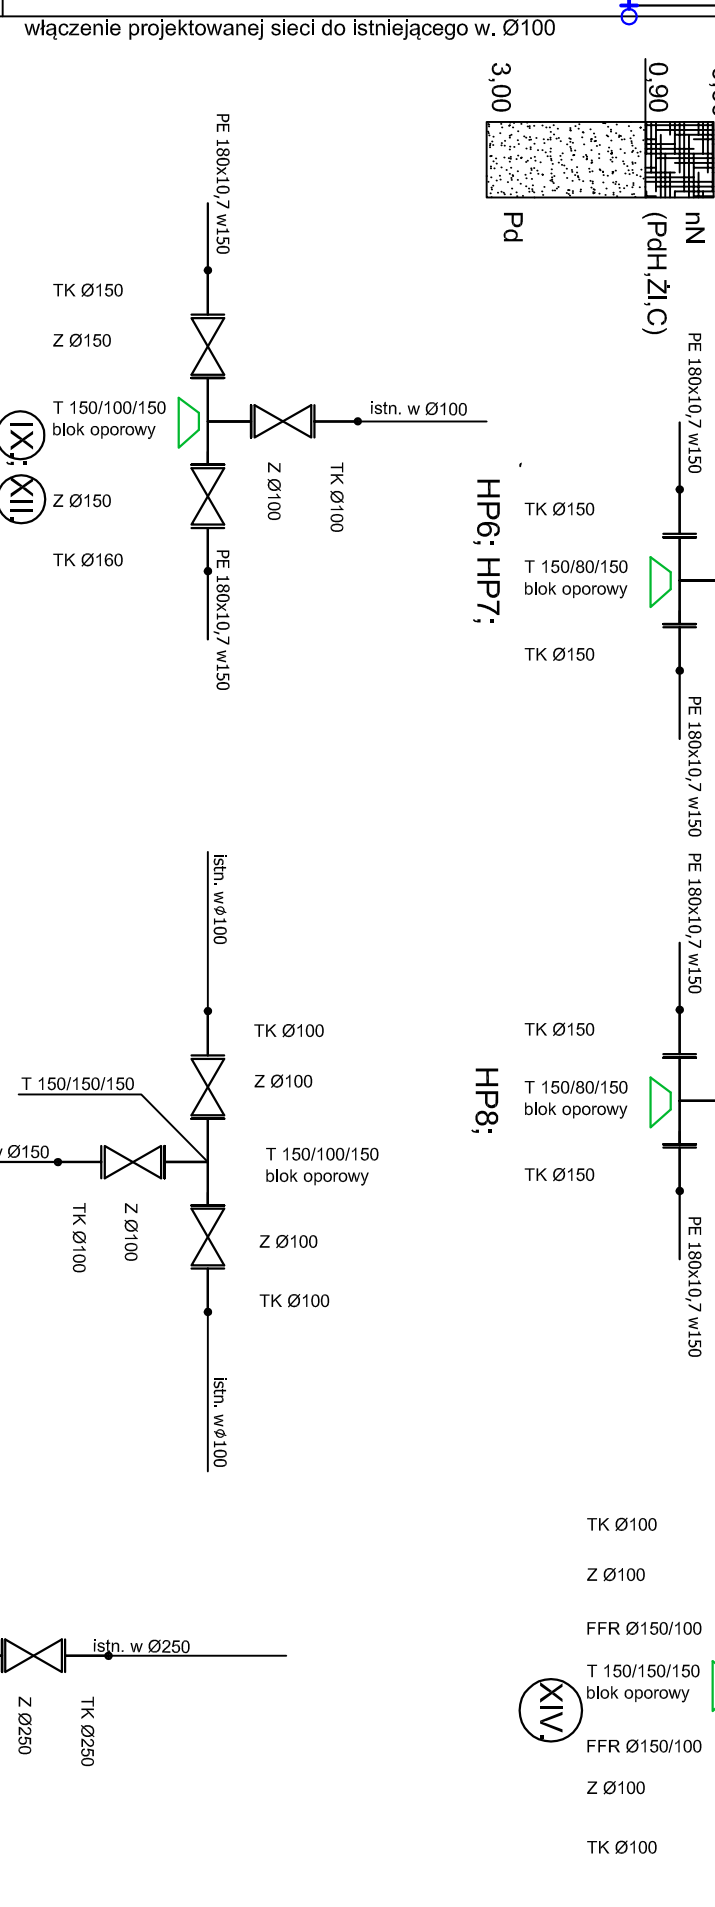 włączenie projektowanej sieci do istniejącego w. Ø100
3,00
0,90
Pd
nN
(PdH,Żl,C)
PE 180x10,7 w150
TK Ø150
Z Ø150
T 150/100/150
blok oporowy
IX.;
XII.
Z Ø150
TK Ø160
PE 180x10,7 w150
istn. w Ø100
Z Ø100
TK Ø100
PE 180x10,7 w150
HP6; HP7;
TK Ø150
T 150/80/150
blok oporowy
TK Ø150
PE 180x10,7 w150
istn. wø100
TK Ø100
Z Ø100
T 150/150/150
Ø150
T 150/100/150
blok oporowy
Z Ø100
TK Ø100
Z Ø100
TK Ø100
istn. wø100
PE 180x10,7 w150
HP8;
TK Ø150
T 150/80/150
blok oporowy
TK Ø150
PE 180x10,7 w150
istn. w Ø250
Z Ø250
TK Ø250
TK Ø100
Z Ø100
FFR Ø150/100
T 150/150/150
blok oporowy
XIV.
FFR Ø150/100
Z Ø100
TK Ø100